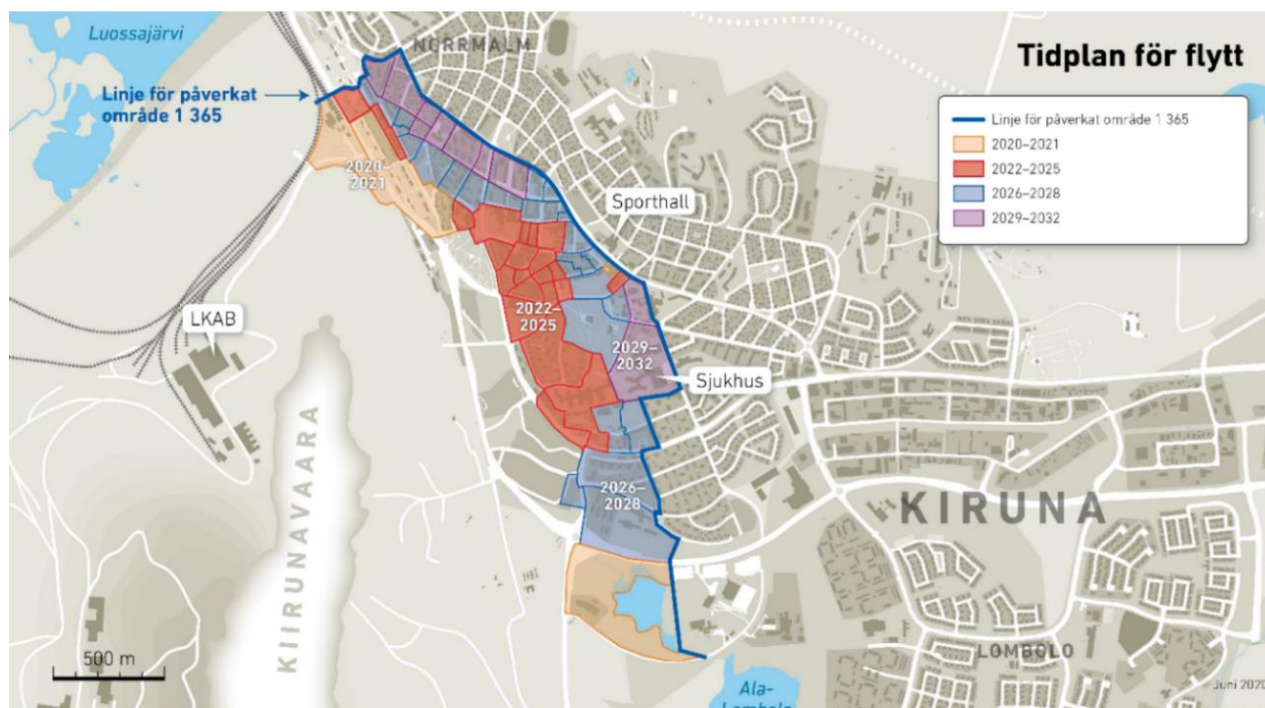 Luossajärvi
NORRMALM
Tidplan för flytt
Linje för påverkat
område 1 365
Linje för påverkat område 1 365
2020–2021
2022–2025
2026–2028
2029–2032
2020–
2021
Sporthall
LKAB
2022–
2025
2029–
2032
Sjukhus
KIIRUNAVAARA
2026–
2028
KIRUNA
500 m
LOMBOLO
Juni 2020
Ala-
Lombolo